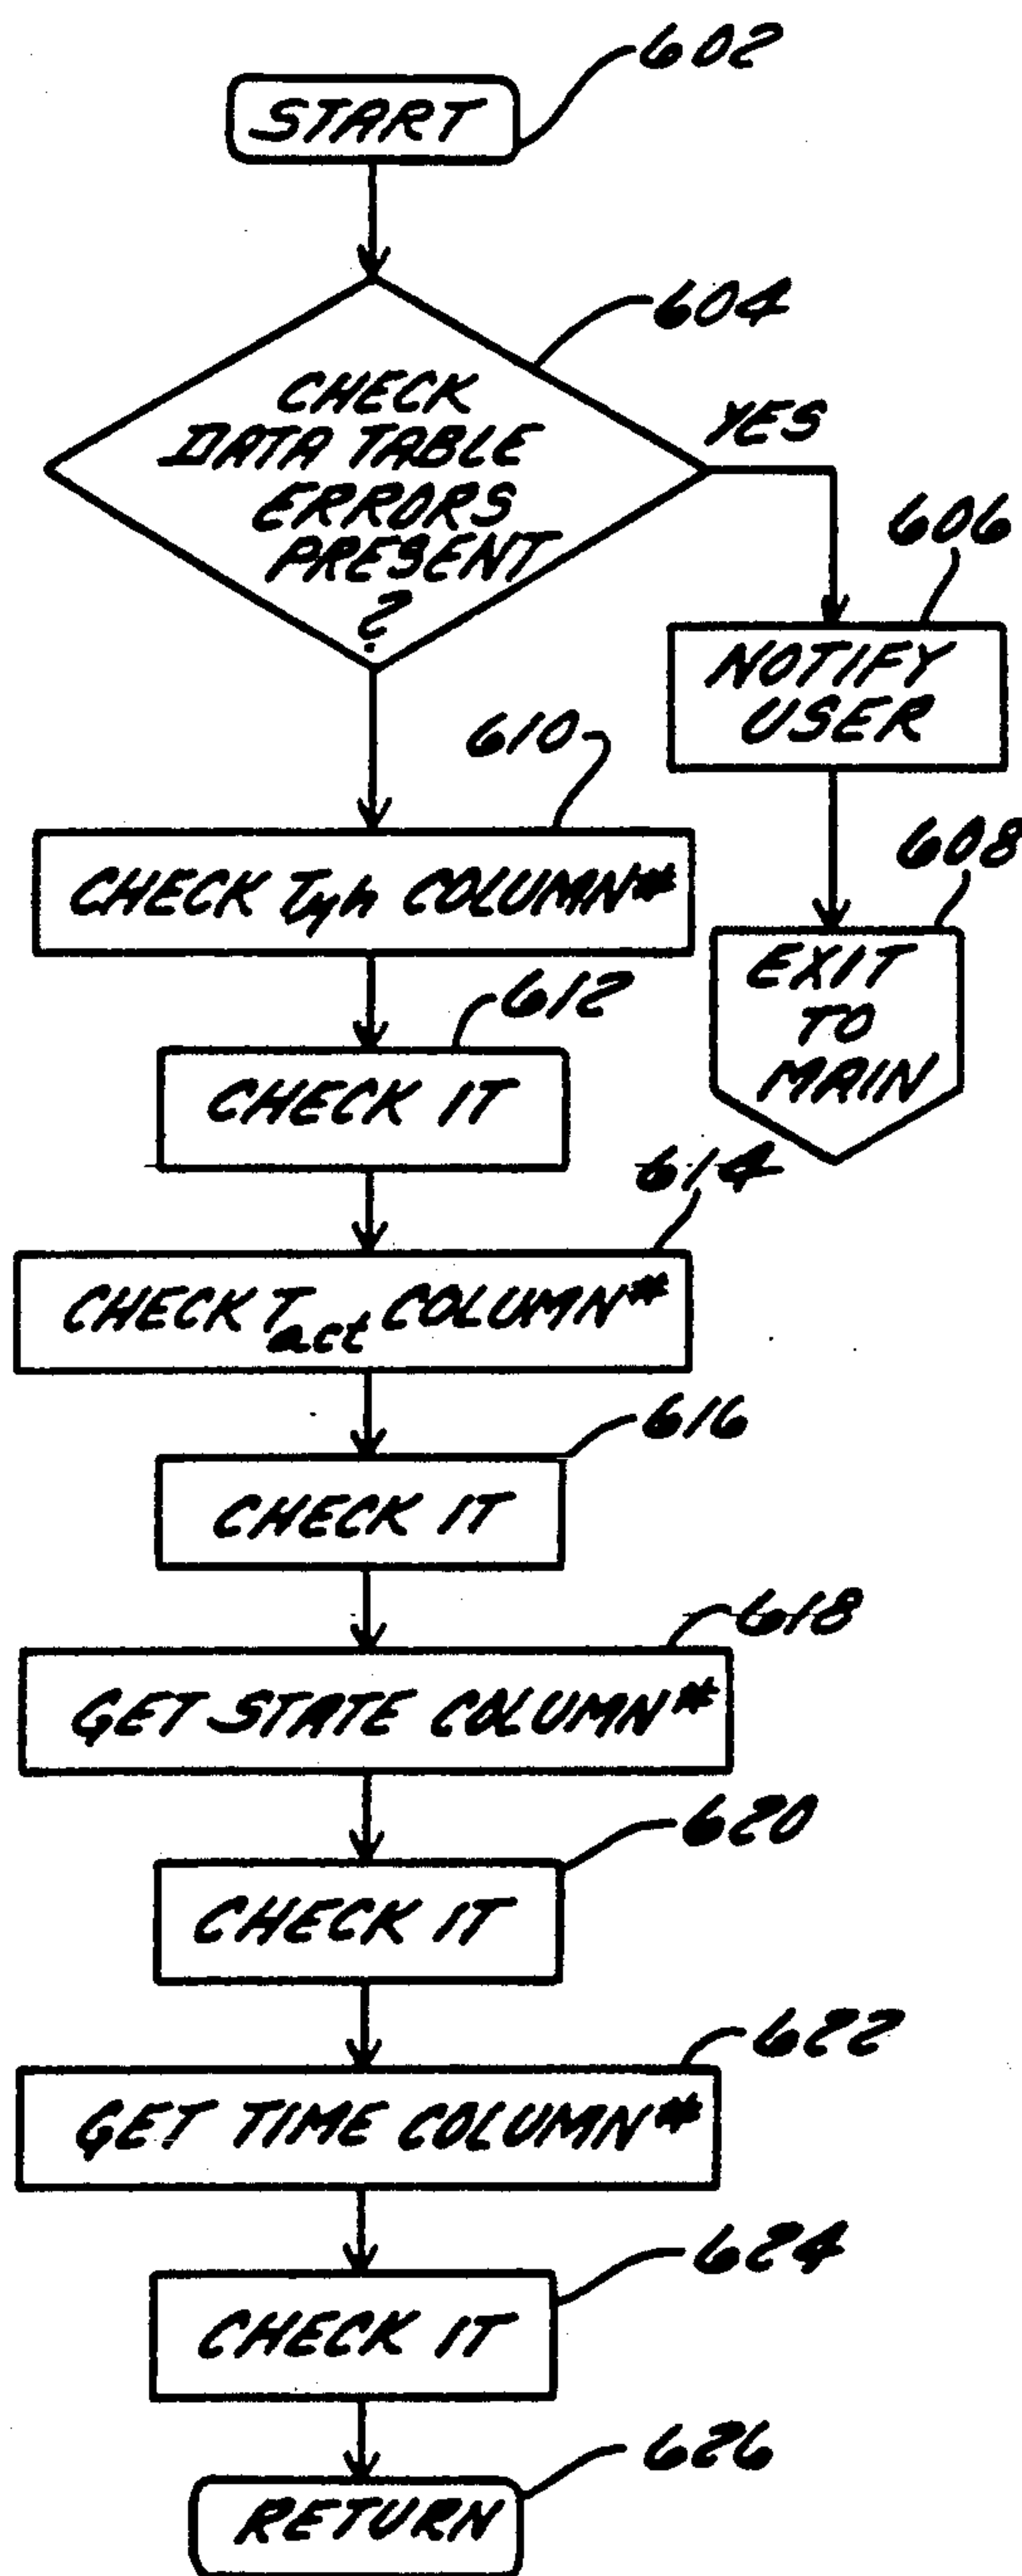 602
START
604
CHECK
DATA TABLE
ERRORS
PRESENT
?
YES
606
NOTIFY
USER
608
EXIT
TO
MAIN
610
CHECK Tyh COLUMN#
612
CHECK IT
614
CHECK Tact COLUMN#
616
CHECK IT
618
GET STATE COLUMN#
620
CHECK IT
622
GET TIME COLUMN#
624
CHECK IT
626
RETURN